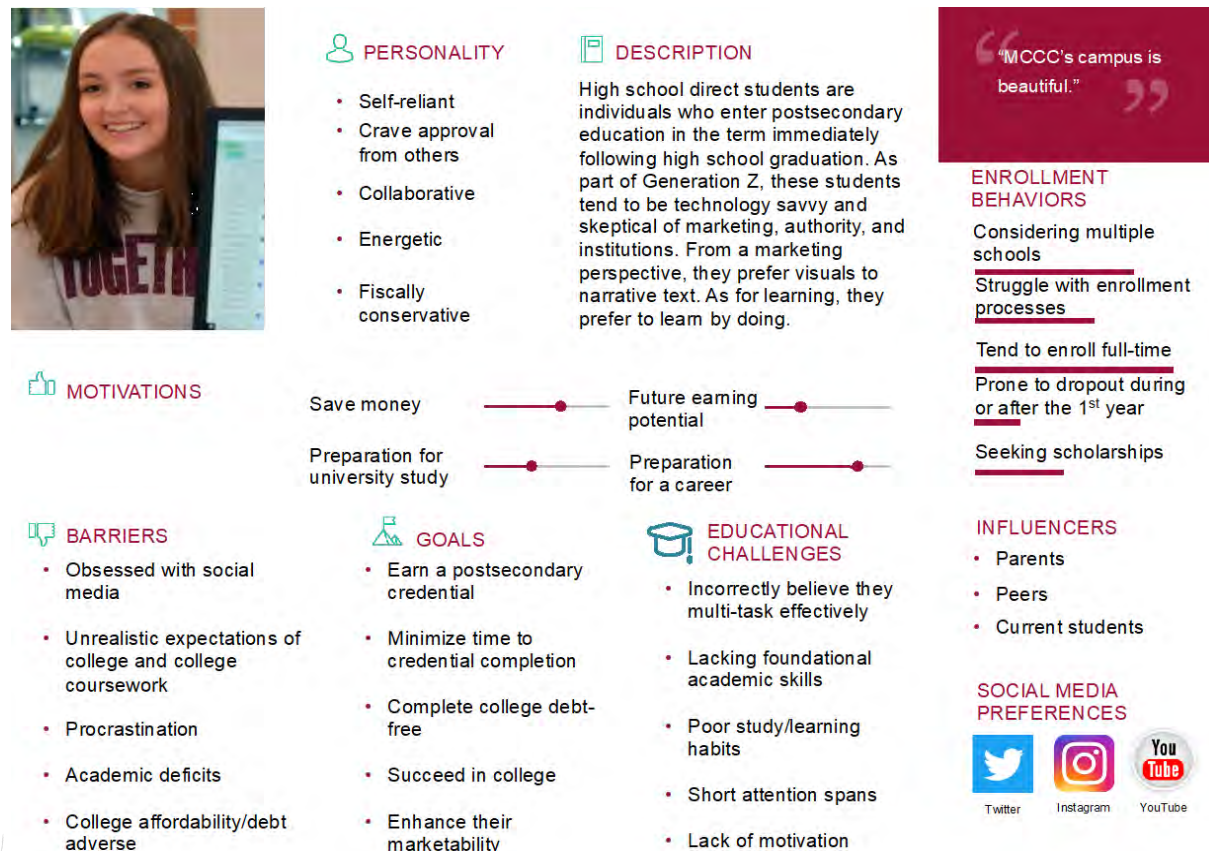 TOGETH
PERSONALITY
• Self-reliant
• Crave approval
from others
• Collaborative
• Energetic
• Fiscally
conservative
DESCRIPTION
High school direct students are
individuals who enter postsecondary
education in the term immediately
following high school graduation. As
part of Generation Z, these students
tend to be technology savvy and
skeptical of marketing, authority, and
institutions. From a marketing
perspective, they prefer visuals to
narrative text. As for learning, they
prefer to learn by doing.
“MCCC’s campus is
beautiful.”
ENROLLMENT
BEHAVIORS
Considering multiple
schools
Struggle with enrollment
processes
Tend to enroll full-time
Prone to dropout during
or after the 1st year
Seeking scholarships
MOTIVATIONS
Save money
Future earning
potential
Preparation for
university study
Preparation
for a career
BARRIERS
• Obsessed with social
media
• Unrealistic expectations of
college and college
coursework
• Procrastination
• Academic deficits
• College affordability/debt
adverse
GOALS
• Earn a postsecondary
credential
• Minimize time to
credential completion
• Complete college debt-
free
• Succeed in college
• Enhance their
marketability
EDUCATIONAL
CHALLENGES
• Incorrectly believe they
multi-task effectively
• Lacking foundational
academic skills
• Poor study/learning
habits
• Short attention spans
• Lack of motivation
INFLUENCERS
• Parents
• Peers
• Current students
SOCIAL MEDIA
PREFERENCES
You
Tube
Twitter
Instagram
YouTube